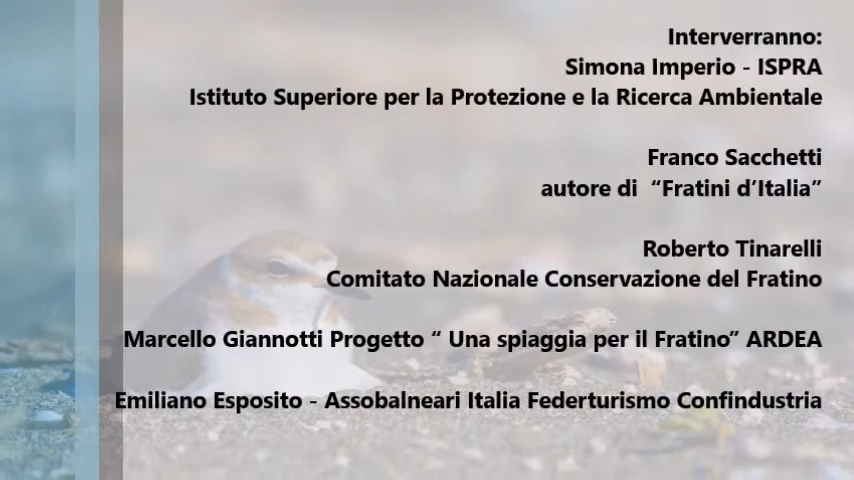 Interverranno:
Simona Imperio - ISPRA
Istituto Superiore per la Protezione e la Ricerca Ambientale
Franco Sacchetti
autore di “Fratini d’Italia”
Roberto Tinarelli
Comitato Nazionale Conservazione del Fratino
Marcello Giannotti Progetto “ Una spiaggia per il Fratino” ARDEA
Emiliano Esposito - Assobalneari Italia Federturismo Confindustria